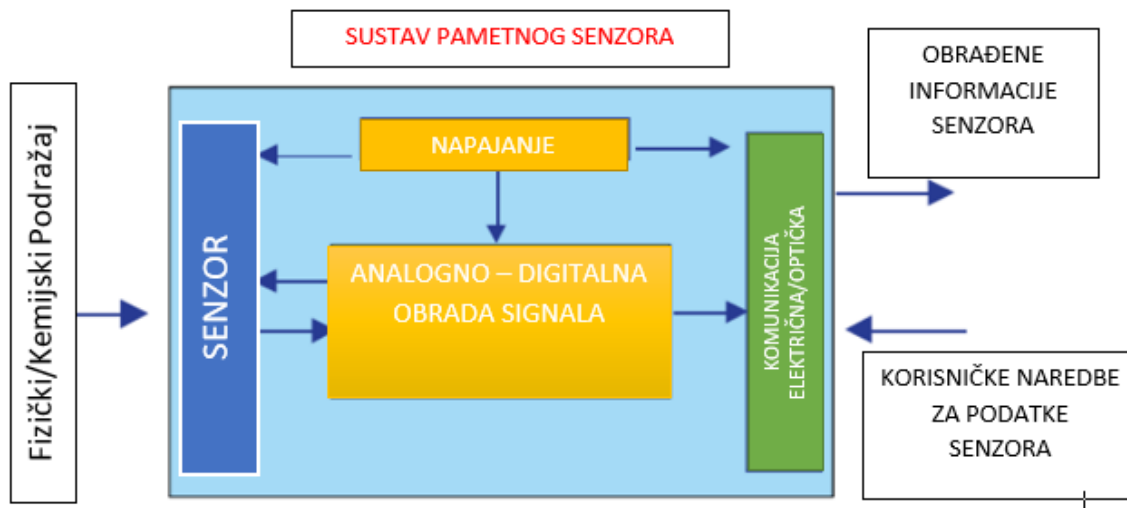 SUSTAV PAMETNOG SENZORA
Fizički/Kemijski Podražaj
SENZOR
NAPAJANJE
ANALOGNO – DIGITALNA
OBRADA SIGNALA
KOMUNIKACIJA
ELEKTRIČNA/OPTIČKA
OBRAĐENE
INFORMACIJE
SENZORA
KORISNIČKE NAREDBE
ZA PODATKE
SENZORA